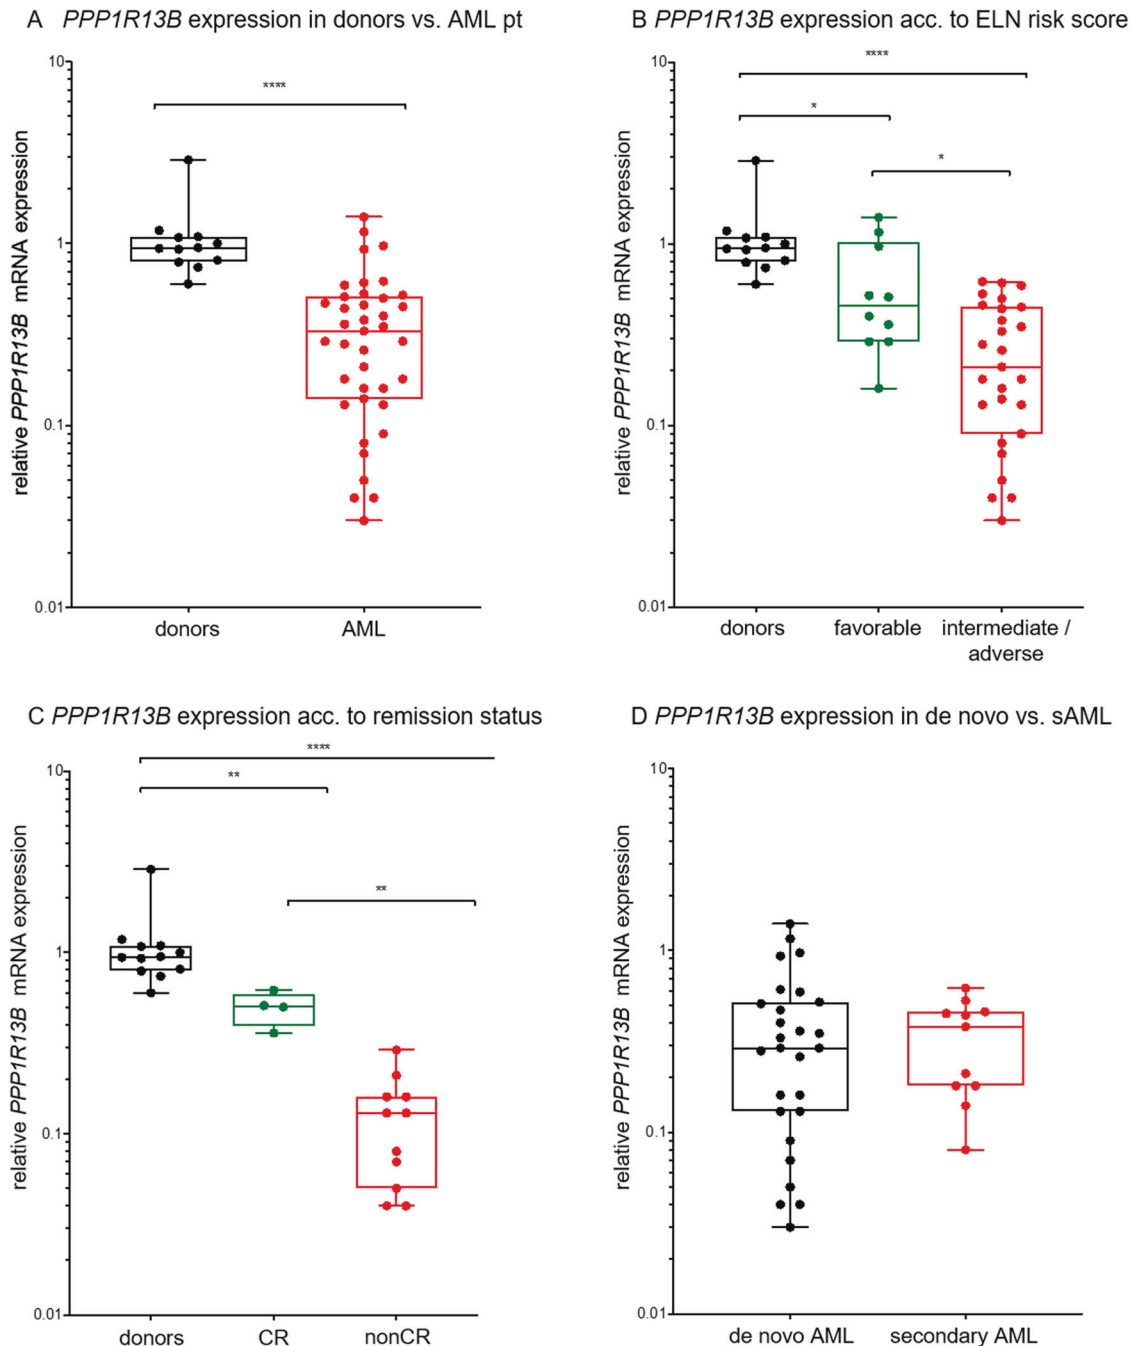 A PPP1R13B expression in donors vs. AML pt
relative PPP1R13B mRNA expression
10
1
0.1
0.01
****
donors
AML
B PPP1R13B expression acc. to ELN risk score
relative PPP1R13B mRNA expression
10
1
0.1
0.01
****
*
*
donors
favorable
intermediate /
adverse
C PPP1R13B expression acc. to remission status
relative PPP1R13B mRNA expression
10
1
0.1
0.01
****
**
**
donors
CR
nonCR
D PPP1R13B expression in de novo vs. sAML
relative PPP1R13B mRNA expression
10
1
0.1
0.01
de novo AML
secondary AML